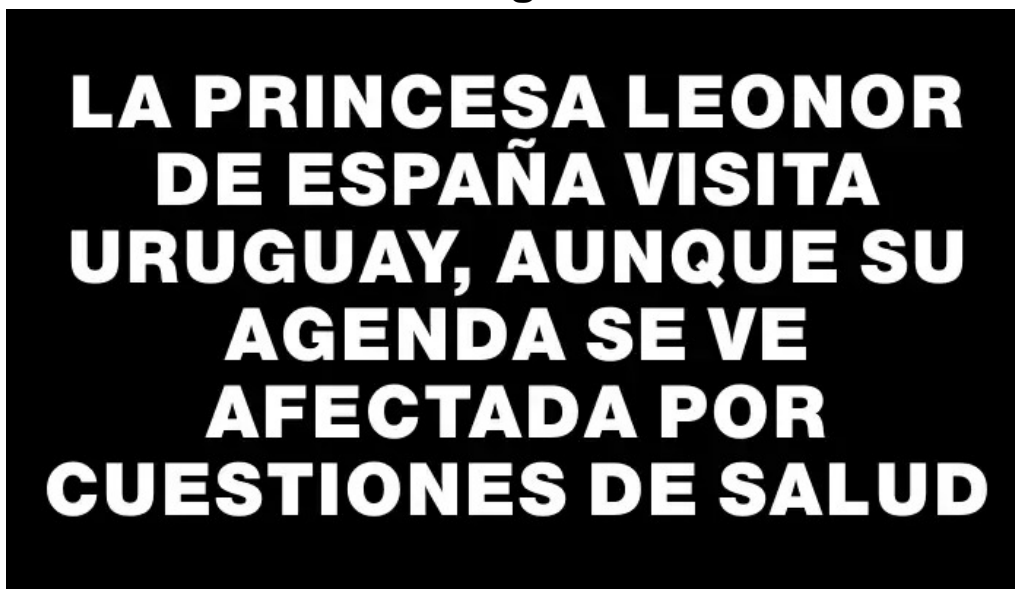 LA PRINCESA LEONOR
DE ESPAÑA VISITA
URUGUAY, AUNQUE SU
AGENDA SE VE
AFECTADA POR
CUESTIONES DE SALUD